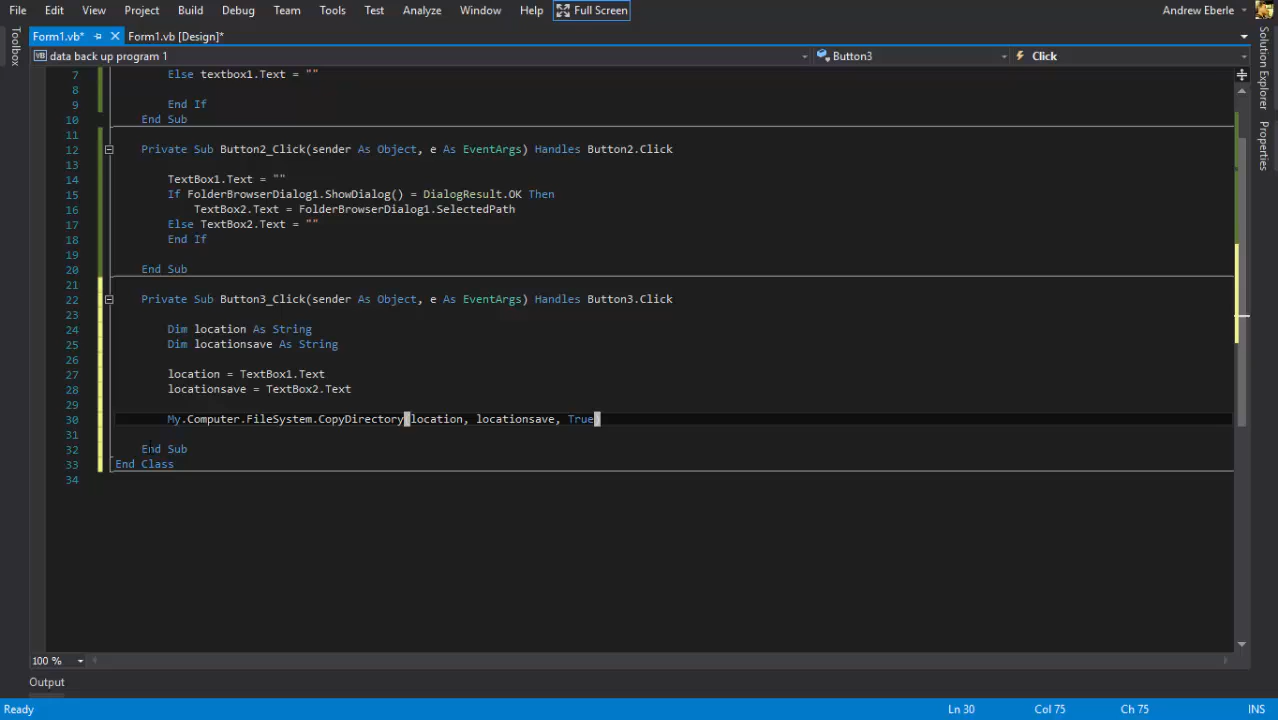 File Edit View Project Build Debug Team Tools Test Analyze Window Help Full Screen Andrew Eberle
Form1.vb* Form1.vb [Design]*
data back up program 1 Button3 Click
Toolbox
Solution Explorer
Properties
7 Else textbox1.Text = ""
8
9 End If
10 End Sub
11
12 Private Sub Button2_Click(sender As Object, e As EventArgs) Handles Button2.Click
13
14 TextBox1.Text = ""
15 If FolderBrowserDialog1.ShowDialog() = DialogResult.OK Then
16 TextBox2.Text = FolderBrowserDialog1.SelectedPath
17 Else TextBox2.Text = ""
18 End If
19
20 End Sub
21
22 Private Sub Button3_Click(sender As Object, e As EventArgs) Handles Button3.Click
23
24 Dim location As String
25 Dim locationsave As String
26
27 location = TextBox1.Text
28 locationsave = TextBox2.Text
29
30 My.Computer.FileSystem.CopyDirectory(location, locationsave, True)
31
32 End Sub
33 End Class
34
100 %
Output
Ready Ln 30 Col 75 Ch 75 INS